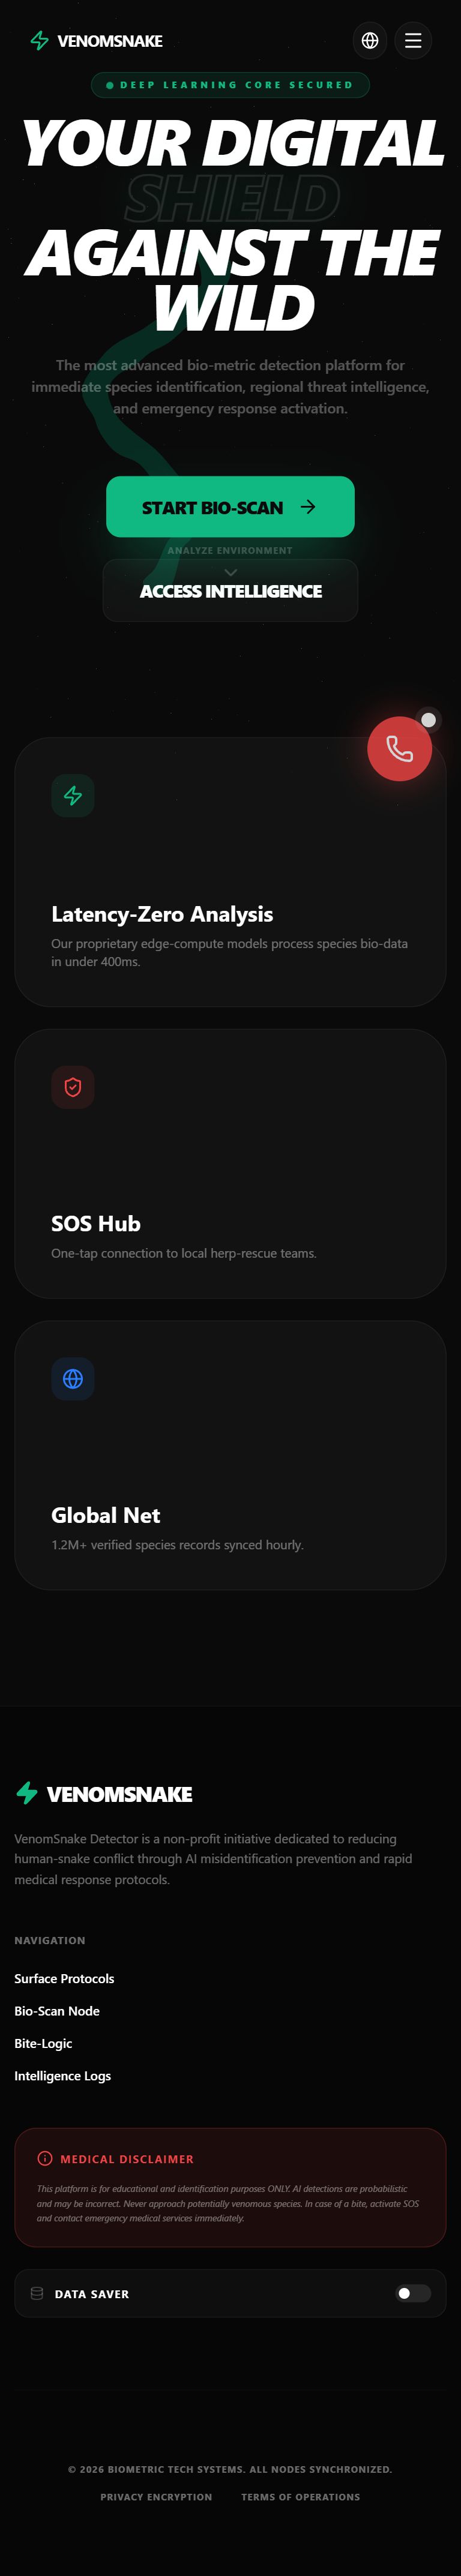 VENOMSNAKE
DEEP LEARNING CORE SECURED
YOUR DIGITAL
SHIELD
AGAINST THE
WILD
The most advanced bio-metric detection platform for
immediate species identification, regional threat intelligence,
and emergency response activation.
START BIO-SCAN
ANALYZE ENVIRONMENT
ACCESS INTELLIGENCE
Latency-Zero Analysis
Our proprietary edge-compute models process species bio-data
in under 400ms.
SOS Hub
One-tap connection to local herp-rescue teams.
Global Net
1.2M+ verified species records synced hourly.
VENOMSNAKE
VenomSnake Detector is a non-profit initiative dedicated to reducing
human-snake conflict through AI misidentification prevention and rapid
medical response protocols.
NAVIGATION
Surface Protocols
Bio-Scan Node
Bite-Logic
Intelligence Logs
MEDICAL DISCLAIMER
This platform is for educational and identification purposes ONLY. AI detections are probabilistic
and may be incorrect. Never approach potentially venomous species. In case of a bite, activate SOS
and contact emergency medical services immediately.
DATA SAVER
© 2026 BIOMETRIC TECH SYSTEMS. ALL NODES SYNCHRONIZED.
PRIVACY ENCRYPTION TERMS OF OPERATIONS